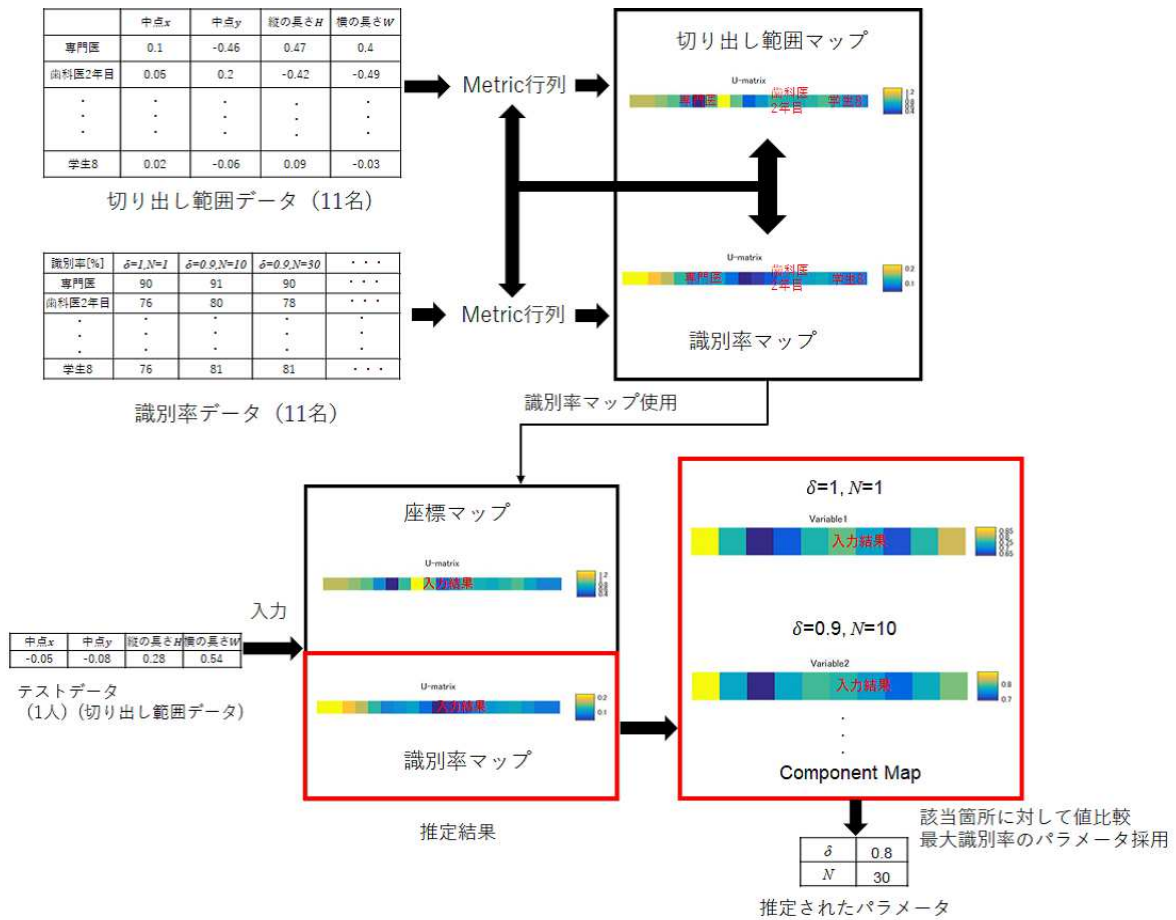 中点x 中点y 縦の長さH 横の長さW
専門医 0.1 -0.46 0.47 0.4
歯科医2年目 0.05 0.2 -0.42 -0.49
・ ・ ・ ・ ・
・ ・ ・ ・ ・
・ ・ ・ ・ ・
学生8 0.02 -0.06 0.09 -0.03
切り出し範囲データ（11名）
Metric行列
切り出し範囲マップ
U-matrix
専門医 歯科医2年目 学生8
識別率[%] δ=1,N=1 δ=0.9,N=10 δ=0.9,N=30 ・・・
専門医 90 91 90 ・・・
歯科医2年目 76 80 78 ・・・
・ ・ ・ ・ ・
・ ・ ・ ・ ・
・ ・ ・ ・ ・
学生8 76 81 81 ・・・
識別率データ（11名）
Metric行列
U-matrix
専門医 歯科医2年目 学生8
0.2
0.1
識別率マップ
識別率マップ使用
座標マップ
U-matrix
入力結果
入力
中点x 中点y 縦の長さH 横の長さW
-0.05 -0.08 0.28 0.54
テストデータ
（1人）(切り出し範囲データ）
U-matrix
入力結果
0.2
0.1
識別率マップ
推定結果
δ=1, N=1
Variable1
入力結果
δ=0.9, N=10
Variable2
入力結果
0.8
0.7
・
・
・
Component Map
該当箇所に対して値比較
最大識別率のパラメータ採用
δ 0.8
N 30
推定されたパラメータ